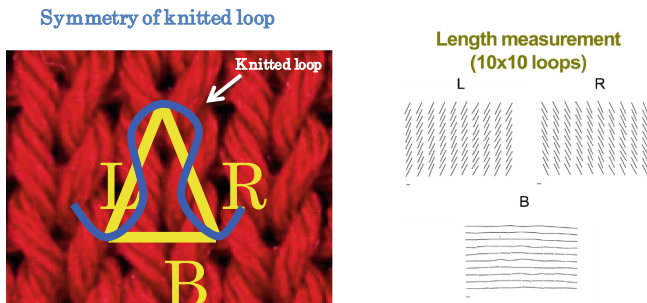 Symmetry of knitted loop
Knitted loop
L
R
B
Length measurement
(10x10 loops)
L
R
B